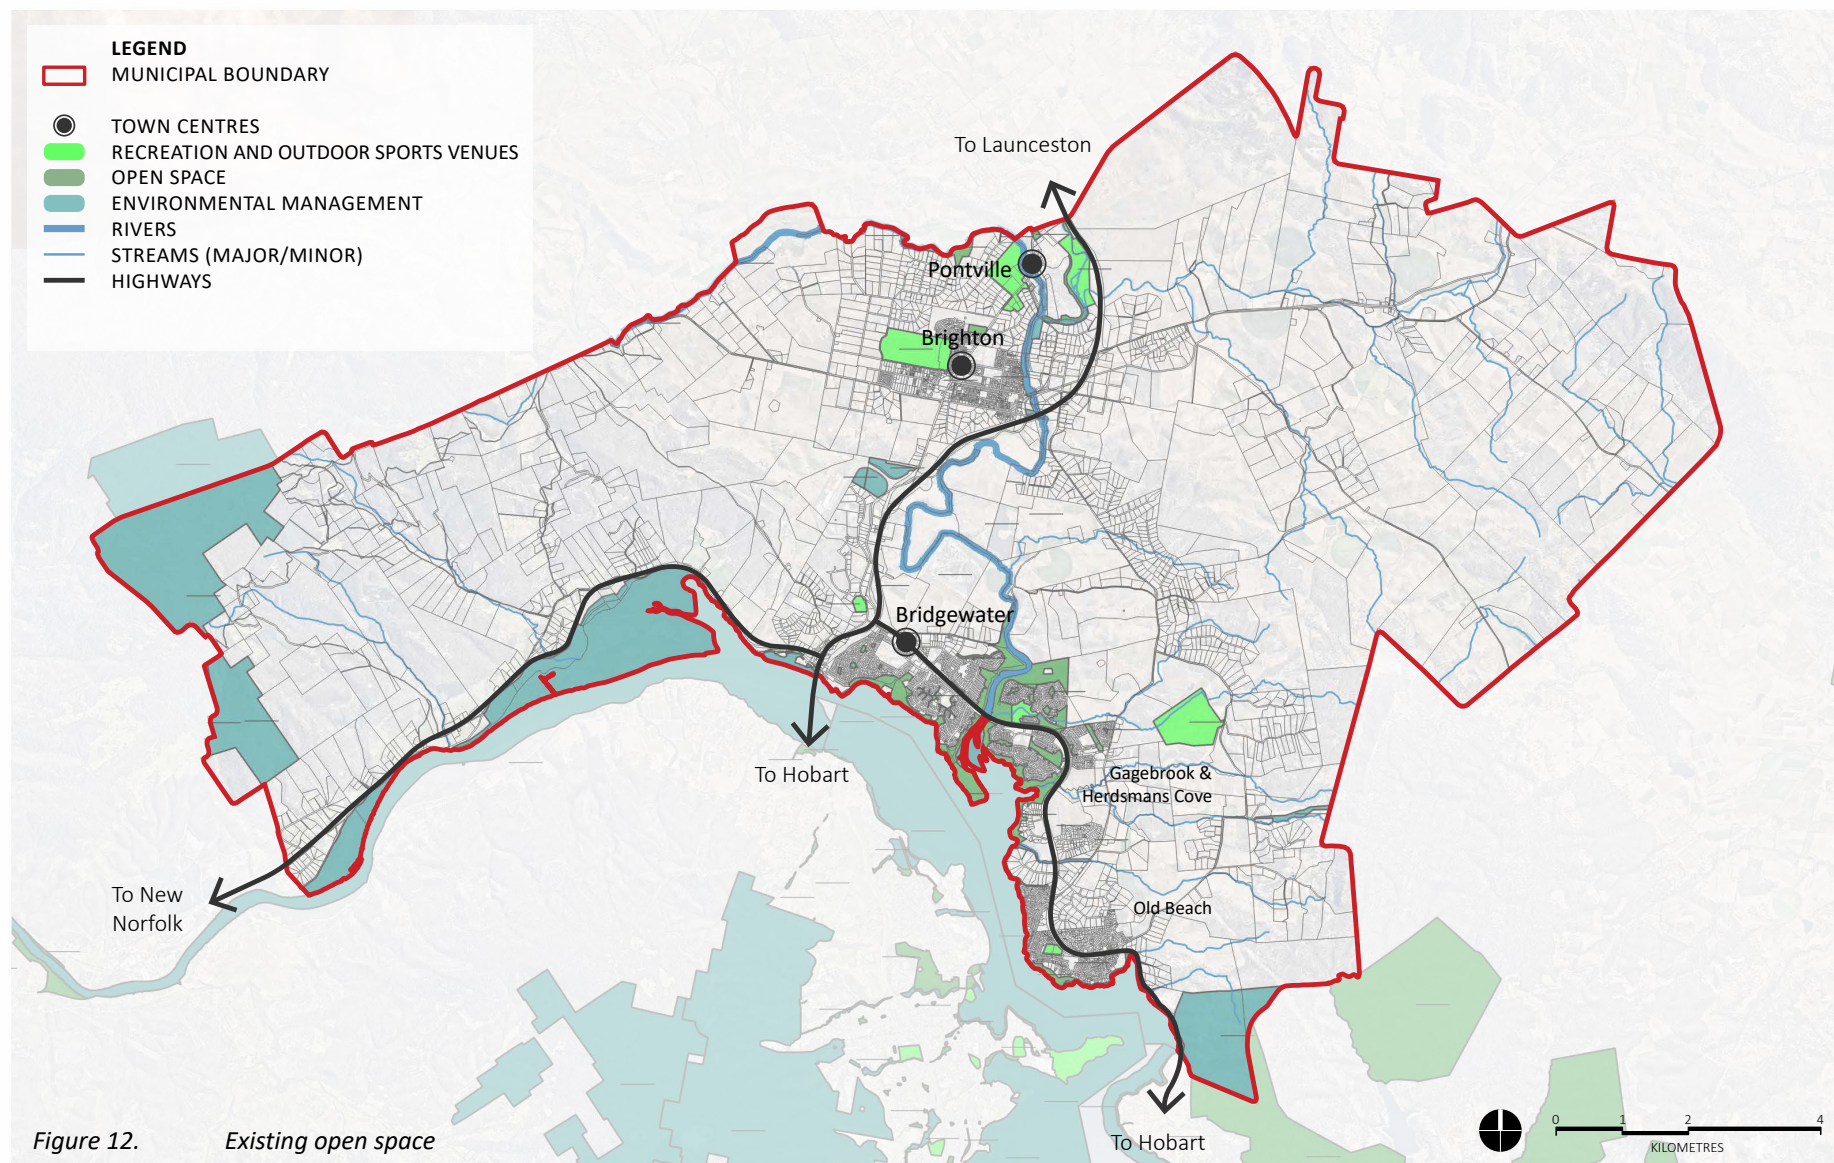 LEGEND
MUNICIPAL BOUNDARY
TOWN CENTRES
RECREATION AND OUTDOOR SPORTS VENUES
OPEN SPACE
ENVIRONMENTAL MANAGEMENT
RIVERS
STREAMS (MAJOR/MINOR)
HIGHWAYS
To Launceston
Pontville
Brighton
Bridgewater
To Hobart
Gagebrook &
Herdsmans Cove
To New
Norfolk
Old Beach
To Hobart
Figure 12. Existing open space
0 1 2 4
KILOMETRES